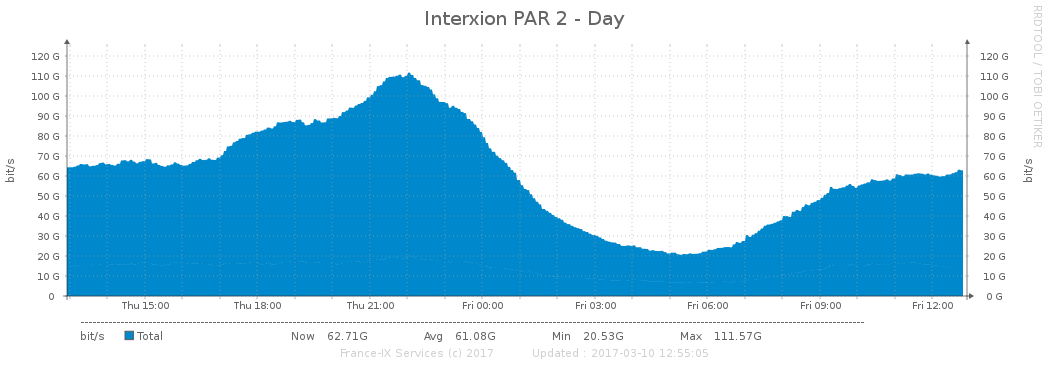 Interxion PAR 2 - Day
RRDTOOL / TOBI OETIKER
120 G 120 G
110 G 110 G
100 G 100 G
90 G 90 G
80 G 80 G
70 G 70 G
60 G 60 G
50 G 50 G
40 G 40 G
30 G 30 G
20 G 20 G
10 G 10 G
0 0 G
bit/s bit/s
Thu 15:00 Thu 18:00 Thu 21:00 Fri 00:00 Fri 03:00 Fri 06:00 Fri 09:00 Fri 12:00
bit/s Total Now 62.71G Avg 61.08G Min 20.53G Max 111.57G
France-IX Services (c) 2017 Updated : 2017-03-10 12:55:05